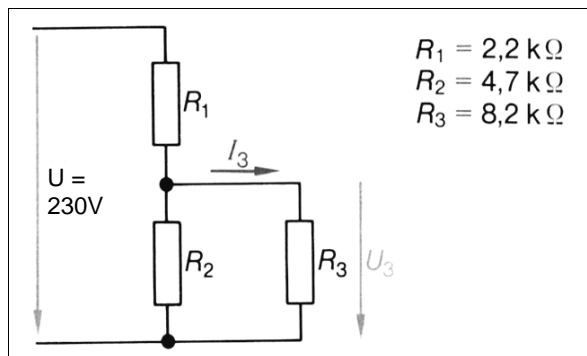 R₁ = 2,2 kΩ
R₂ = 4,7 kΩ
R₃ = 8,2 kΩ
R₁
I₃
U =
230V
R₂
R₃
U₃